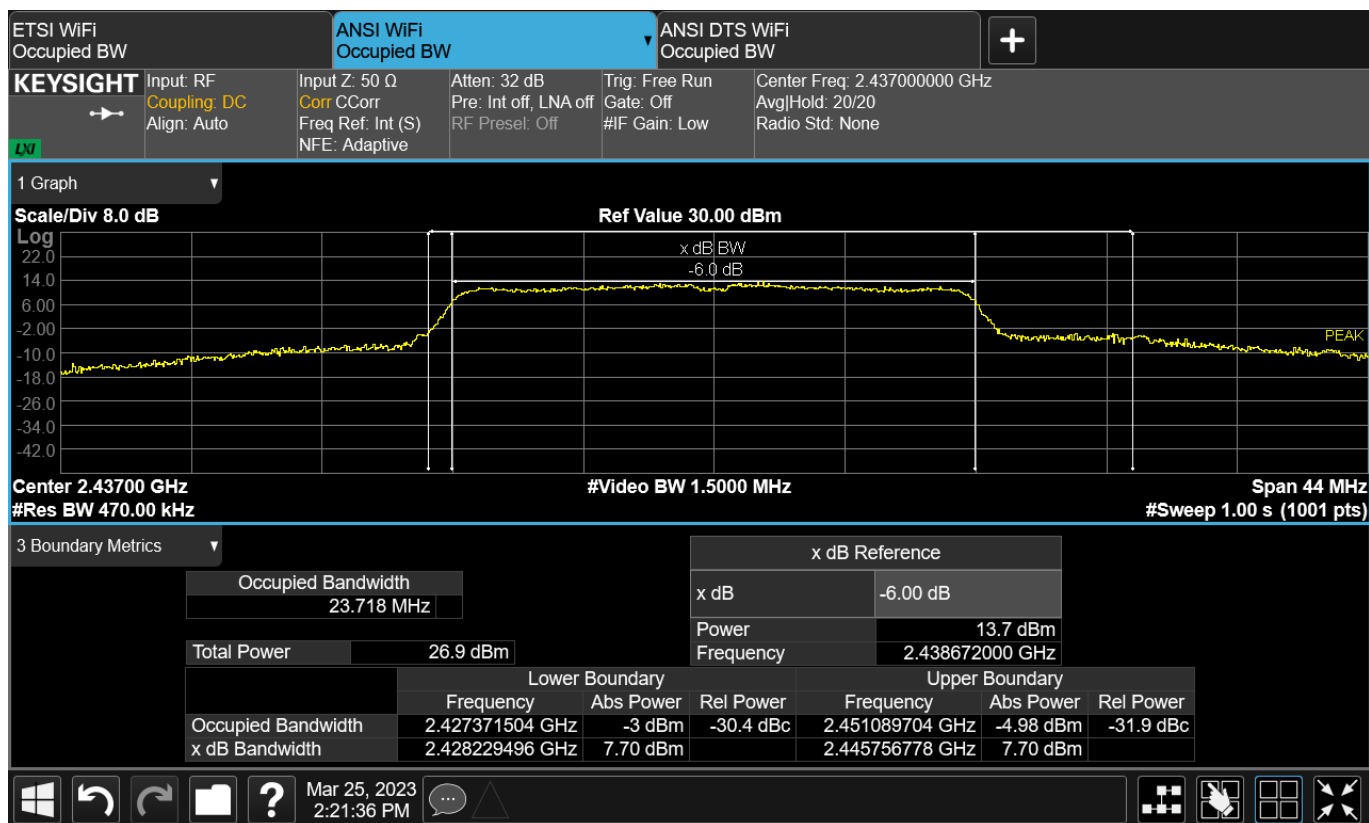 ETSI WiFi
Occupied BW
ANSI WiFi
Occupied BW
ANSI DTS WiFi
Occupied BW
KEYSIGHT
LXI
Input: RF
Coupling: DC
Align: Auto
Input Z: 50 Ω
Corr CCorr
Freq Ref: Int (S)
NFE: Adaptive
Atten: 32 dB
Pre: Int off, LNA off
RF Presel: Off
Trig: Free Run
Gate: Off
#IF Gain: Low
Center Freq: 2.437000000 GHz
Avg|Hold: 20/20
Radio Std: None
1 Graph
Scale/Div 8.0 dB
Ref Value 30.00 dBm
Log
22.0
14.0
6.00
-2.00
-10.0
-18.0
-26.0
-34.0
-42.0
x dB BW
-6.0 dB
PEAK
Center 2.43700 GHz
#Video BW 1.5000 MHz
Span 44 MHz
#Res BW 470.00 kHz
#Sweep 1.00 s (1001 pts)
3 Boundary Metrics
Occupied Bandwidth
23.718 MHz
Total Power 26.9 dBm
x dB Reference
x dB -6.00 dB
Power 13.7 dBm
Frequency 2.438672000 GHz
Lower Boundary Upper Boundary
Frequency Abs Power Rel Power Frequency Abs Power Rel Power
Occupied Bandwidth 2.427371504 GHz -3 dBm -30.4 dBc 2.451089704 GHz -4.98 dBm -31.9 dBc
x dB Bandwidth 2.428229496 GHz 7.70 dBm 2.445756778 GHz 7.70 dBm
Mar 25, 2023
2:21:36 PM